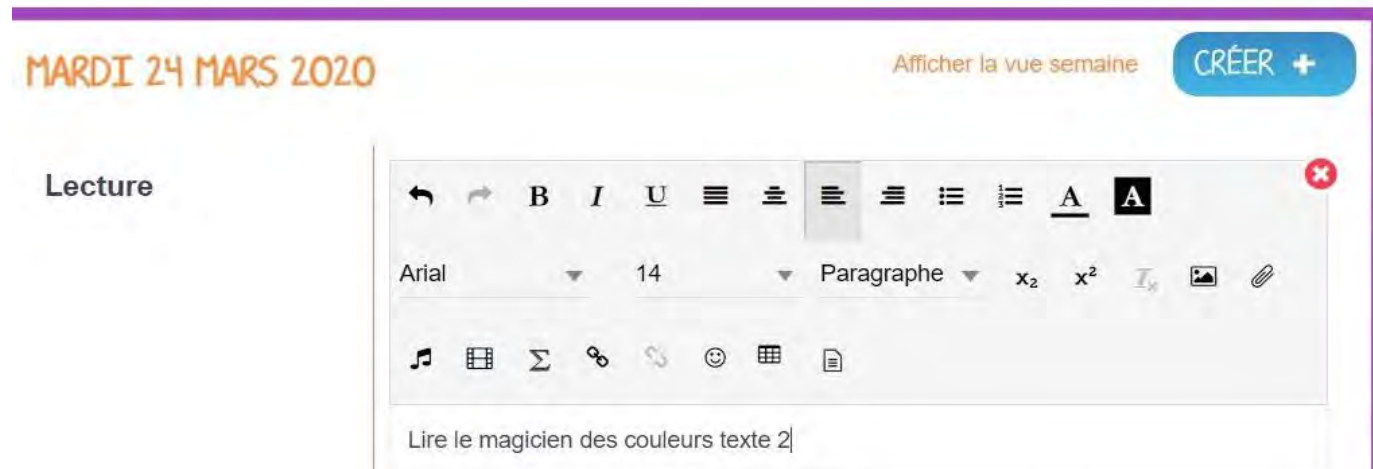 MARDI 24 MARS 2020
Afficher la vue semaine
CRÉER +
Lecture
B I U A A
Arial 14 Paragraphe x₂ x² Tx
Σ
Lire le magicien des couleurs texte 2